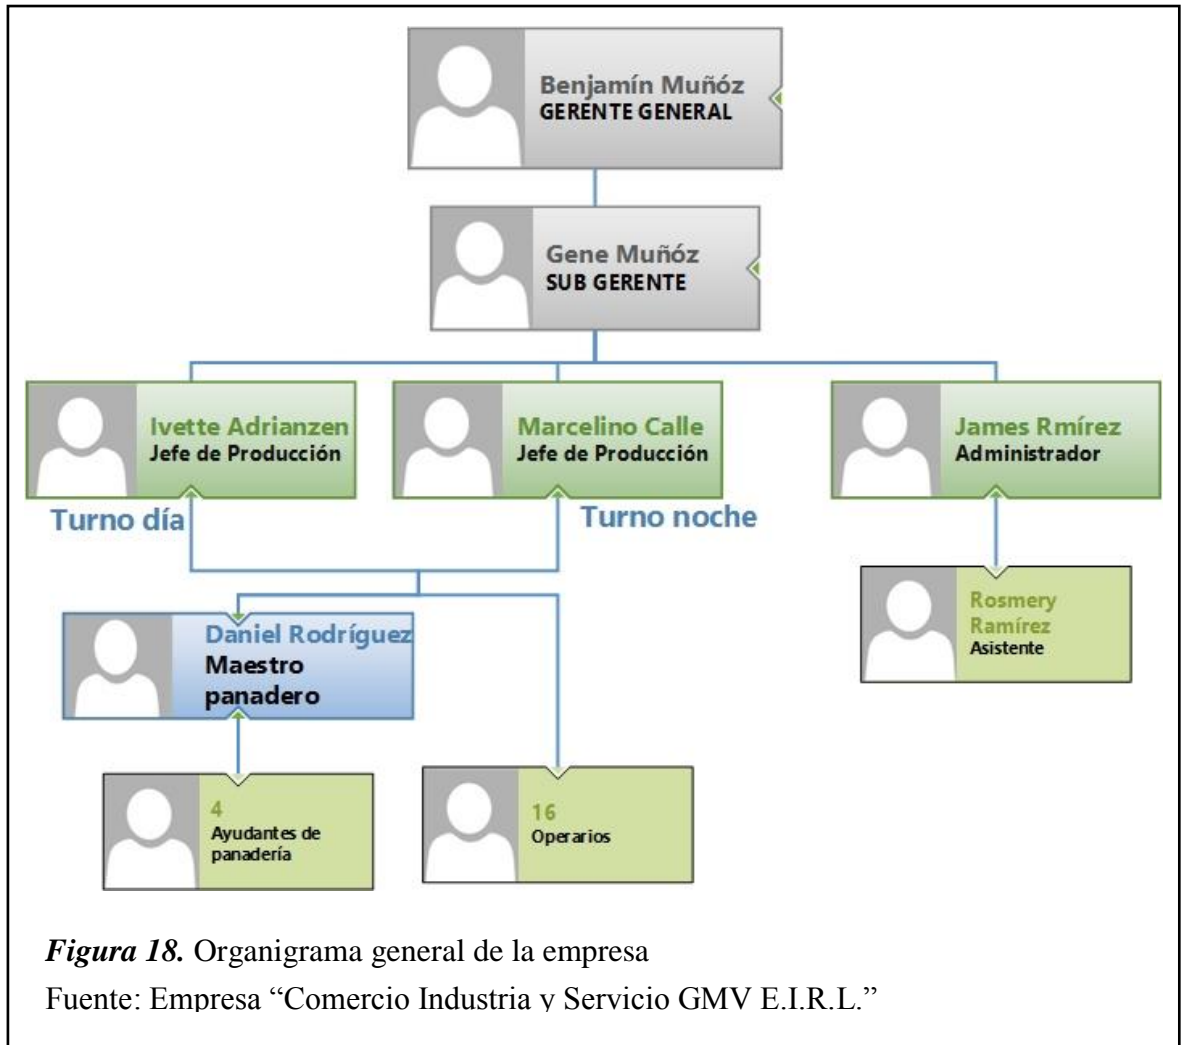 Benjamín Muñóz
GERENTE GENERAL
Gene Muñóz
SUB GERENTE
Ivette Adrianzen
Jefe de Producción
Marcelino Calle
Jefe de Producción
James Rmírez
Administrador
Turno día
Turno noche
Rosmery
Ramírez
Asistente
Daniel Rodríguez
Maestro
panadero
4
Ayudantes de
panadería
16
Operarios
Figura 18. Organigrama general de la empresa
Fuente: Empresa “Comercio Industria y Servicio GMV E.I.R.L.”